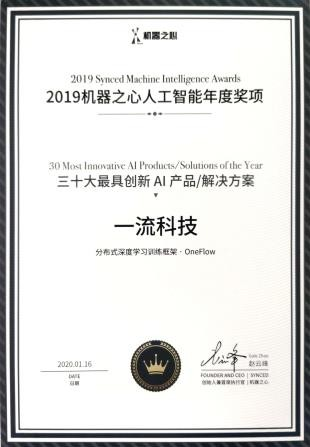 机器之心
2019 Synced Machine Intelligence Awards
2019机器之心人工智能年度奖项
30 Most Innovative AI Products/Solutions of the Year
三十大最具创新 AI 产品/解决方案
一流科技
分布式深度学习训练框架 · OneFlow
2020.01.16
DATE
日期
Gale Zhao
赵云峰
FOUNDER AND CEO | SYNCED
创始人兼首席执行官 | 机器之心